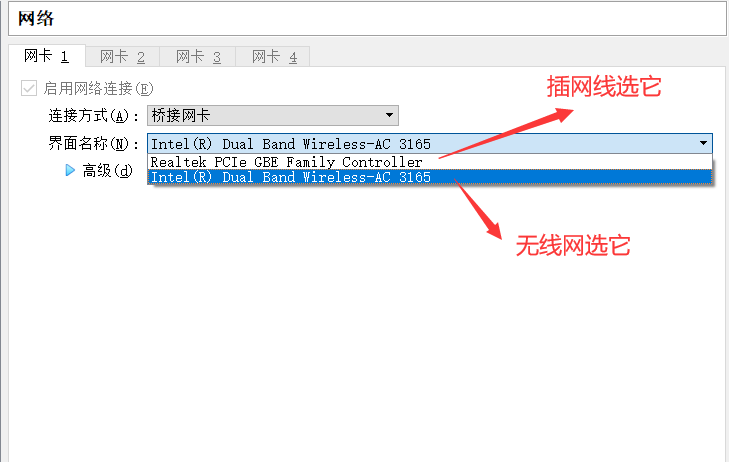 网络
网卡 1 网卡 2 网卡 3 网卡 4
启用网络连接(E)
插网线选它
连接方式(A): 桥接网卡
界面名称(N): Intel(R) Dual Band Wireless-AC 3165
Realtek PCIe GBE Family Controller
高级(d)
Intel(R) Dual Band Wireless-AC 3165
无线网选它